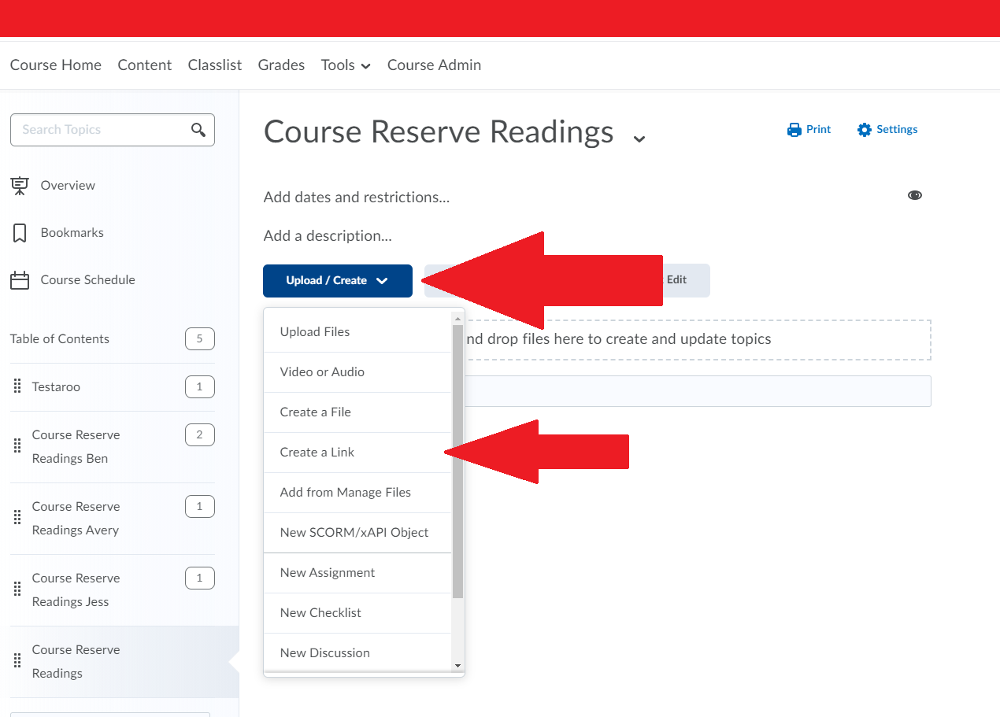 Course Home Content Classlist Grades Tools Course Admin
Search Topics
Overview
Bookmarks
Course Schedule
Table of Contents 5
Testaroo 1
Course Reserve 2
Readings Ben
Course Reserve 1
Readings Avery
Course Reserve 1
Readings Jess
Course Reserve
Readings
Course Reserve Readings
Print Settings
Add dates and restrictions...
Add a description...
Upload / Create Edit
drop files here to create and update topics
Upload Files
Video or Audio
Create a File
Create a Link
Add from Manage Files
New SCORM/xAPI Object
New Assignment
New Checklist
New Discussion